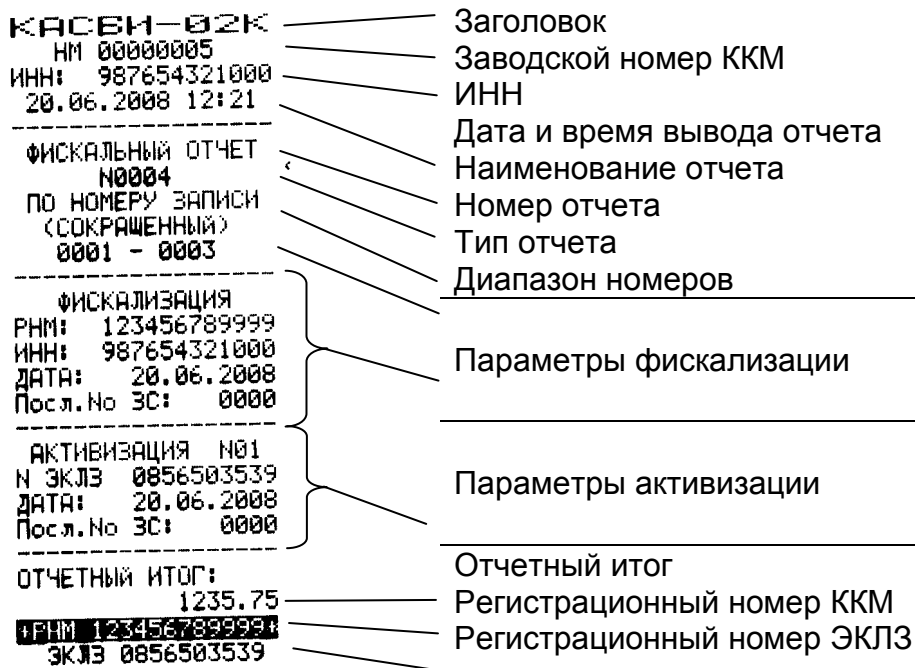 КАСБИ-02К
НМ 00000005
ИНН: 987654321000
20.06.2008 12:21
ФИСКАЛЬНЫЙ ОТЧЕТ
N0004
ПО НОМЕРУ ЗАПИСИ
(СОКРАЩЕННЫЙ)
0001 - 0003
ФИСКАЛИЗАЦИЯ
РНМ: 123456789999
ИНН: 987654321000
ДАТА: 20.06.2008
Посл.No ЗС: 0000
АКТИВИЗАЦИЯ N01
N ЭКЛЗ 0856503539
ДАТА: 20.06.2008
Посл.No ЗС: 0000
ОТЧЕТНЫЙ ИТОГ:
1235.75
+РНМ 123456789999+
ЭКЛЗ 0856503539
Заголовок
Заводской номер ККМ
ИНН
Дата и время вывода отчета
Наименование отчета
Номер отчета
Тип отчета
Диапазон номеров
Параметры фискализации
Параметры активизации
Отчетный итог
Регистрационный номер ККМ
Регистрационный номер ЭКЛЗ